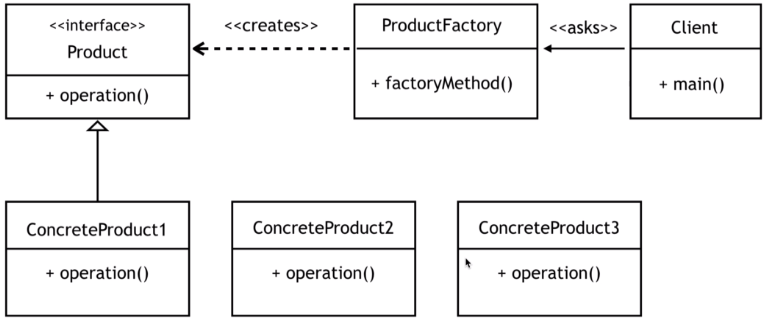 <<interface>>
Product
+ operation()
<<creates>>
ProductFactory
+ factoryMethod()
<<asks>>
Client
+ main()
ConcreteProduct1
+ operation()
ConcreteProduct2
+ operation()
ConcreteProduct3
+ operation()